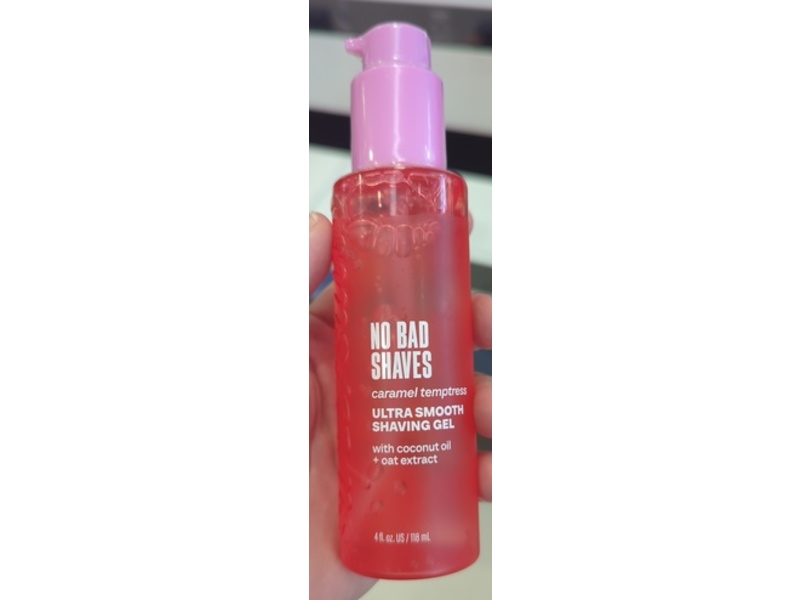 NO BAD
SHAVES
caramel temptress
ULTRA SMOOTH
SHAVING GEL
with coconut oil
+ oat extract
4 fl. oz. US / 118 mL